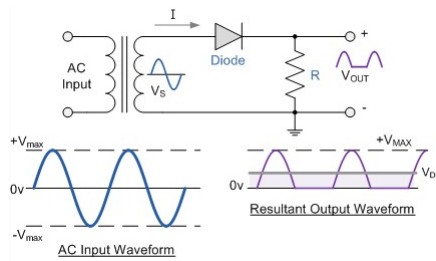 I
+
AC
Input
Vs
Diode
R
VOUT
-
+Vmax
0v
-Vmax
AC Input Waveform
+VMAX
VD
0v
Resultant Output Waveform